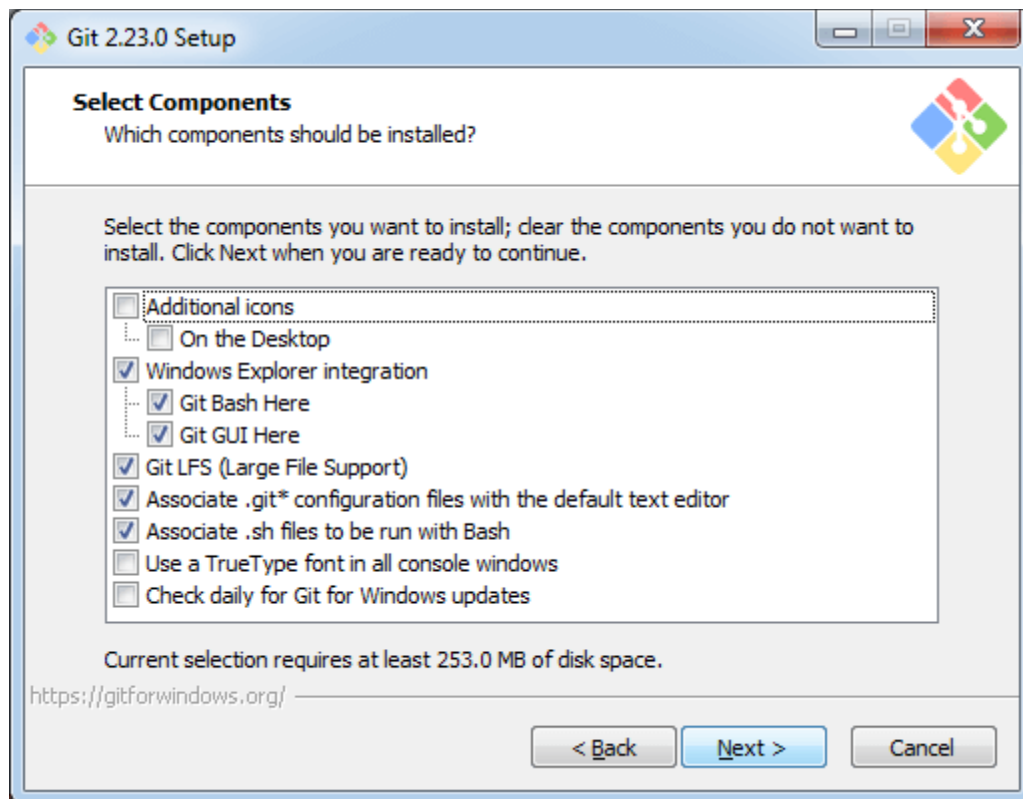 Git 2.23.0 Setup
Select Components
Which components should be installed?
Select the components you want to install; clear the components you do not want to
install. Click Next when you are ready to continue.
Additional icons
On the Desktop
Windows Explorer integration
Git Bash Here
Git GUI Here
Git LFS (Large File Support)
Associate .git* configuration files with the default text editor
Associate .sh files to be run with Bash
Use a TrueType font in all console windows
Check daily for Git for Windows updates
Current selection requires at least 253.0 MB of disk space.
https://gitforwindows.org/
< Back Next > Cancel